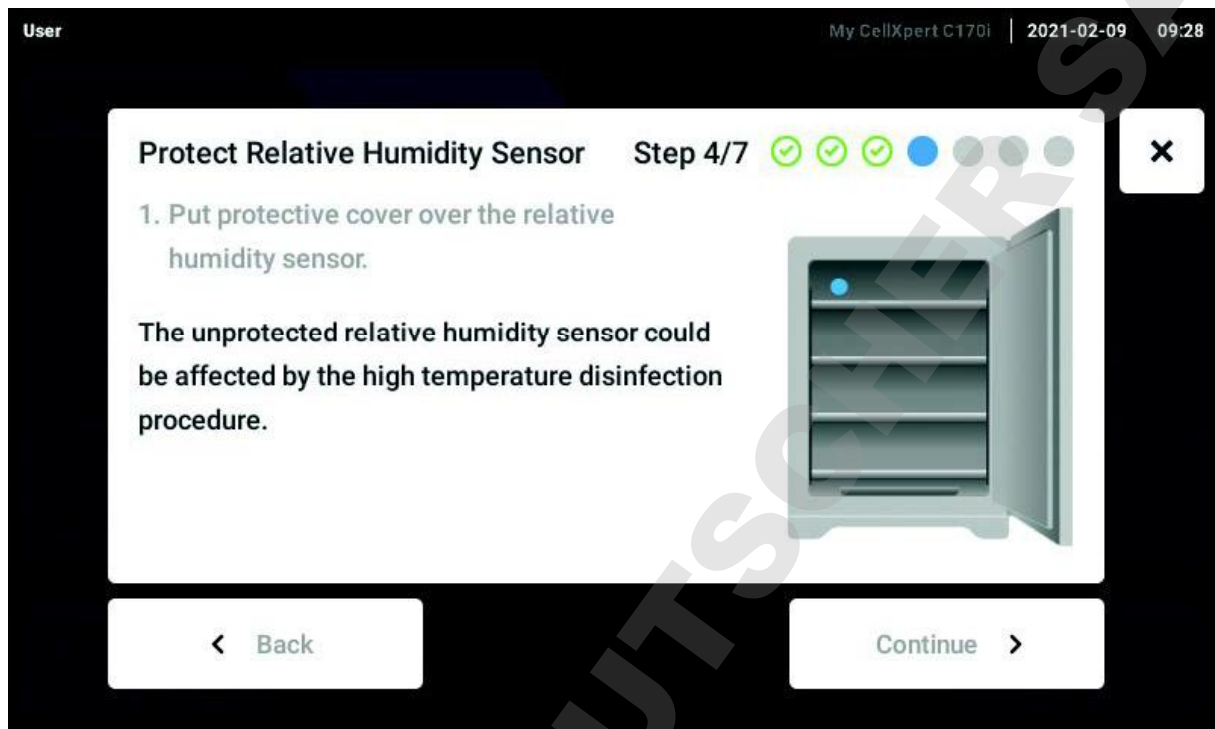 User My CellXpert C170i | 2021-02-09 09:28
Protect Relative Humidity Sensor Step 4/7
1. Put protective cover over the relative
humidity sensor.
The unprotected relative humidity sensor could
be affected by the high temperature disinfection
procedure.
Back Continue